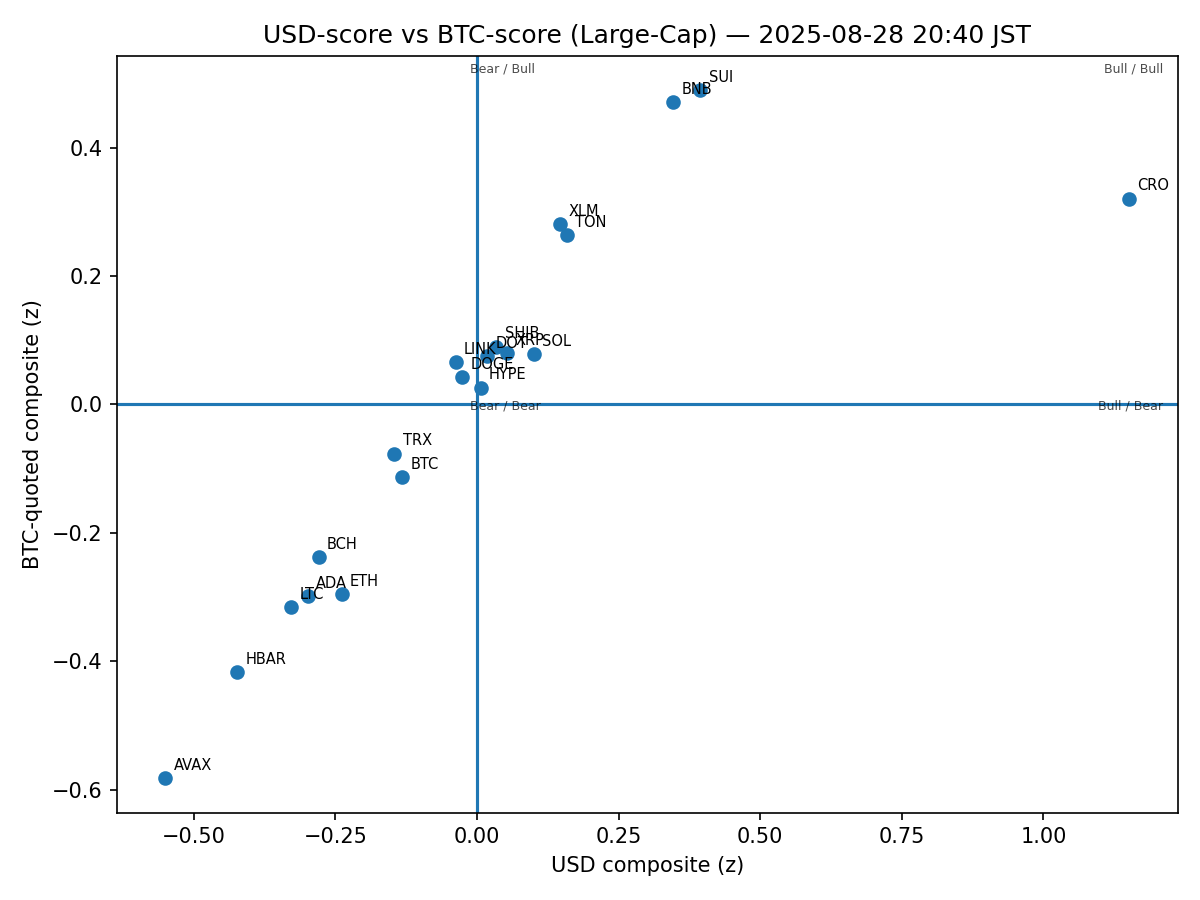 USD-score vs BTC-score (Large-Cap) — 2025-08-28 20:40 JST
Bear / Bull
Bull / Bull
SUI
BNB
CRO
XLM
TON
SHIB
XRP
SOL
DOT
LINK
DOGE
HYPE
Bear / Bear
Bull / Bear
TRX
BTC
BCH
ADA
ETH
LTC
HBAR
AVAX
0.4
0.2
0.0
−0.2
−0.4
−0.6
BTC-quoted composite (z)
−0.50
−0.25
0.00
0.25
0.50
0.75
1.00
USD composite (z)